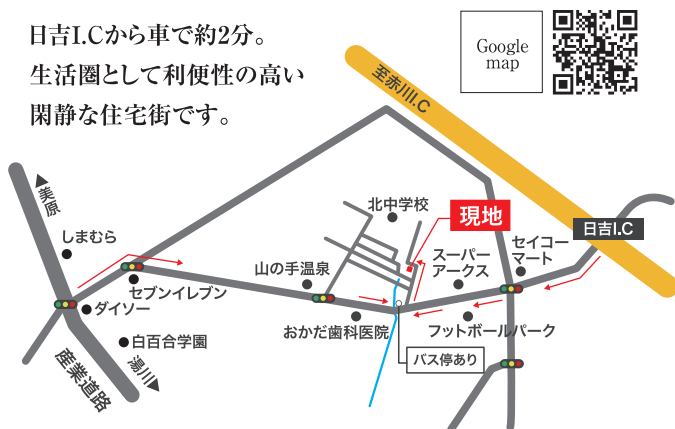 日吉I.Cから車で約2分。
生活圏として利便性の高い
閑静な住宅街です。
Google
map
至赤川I.C
美原
しまむら
北中学校
現地
日吉I.C
セイコー
マート
スーパー
アークス
山の手温泉
セブンイレブン
ダイソー
おかだ歯科医院
フットボールパーク
白百合学園
バス停あり
産業道路
湯川